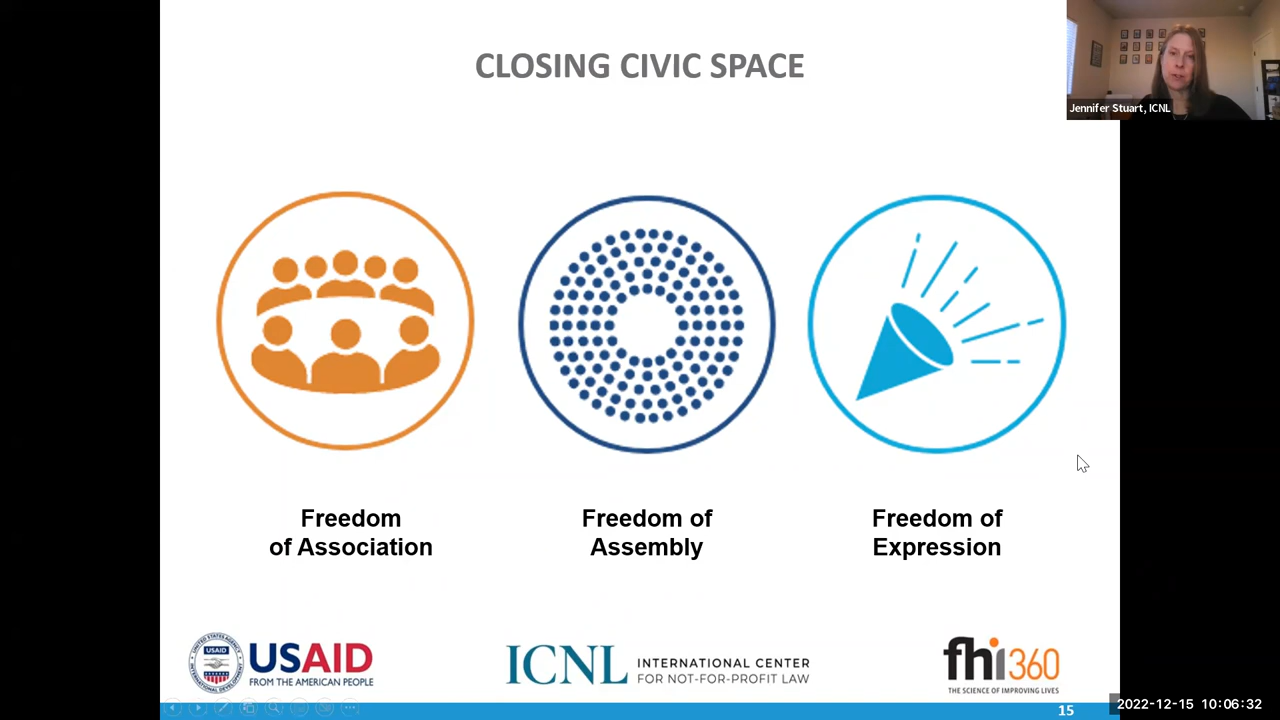 CLOSING CIVIC SPACE
Jennifer Stuart, ICNL
Freedom
of Association
Freedom of
Assembly
Freedom of
Expression
USAID
USAID
FROM THE AMERICAN PEOPLE
ICNL
INTERNATIONAL CENTER
FOR NOT-FOR-PROFIT LAW
fhi360
THE SCIENCE OF IMPROVING LIVES
15
2022-12-15 10:06:32